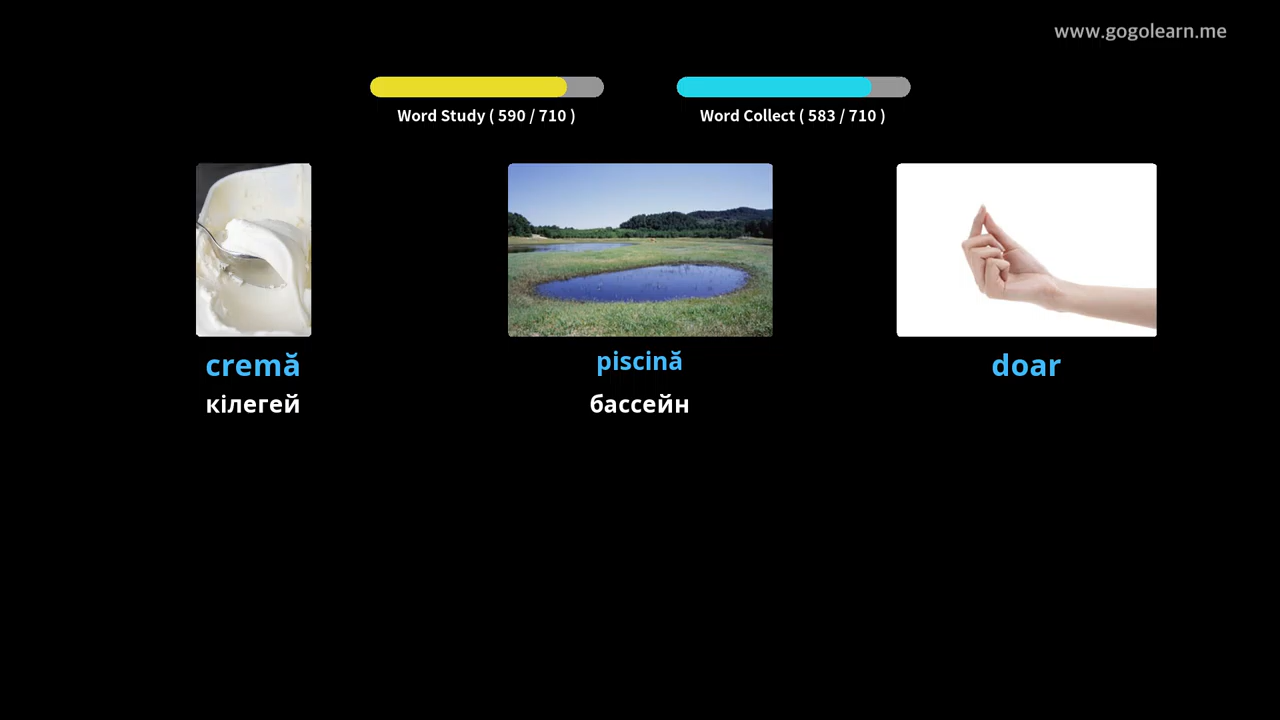 www.gogolearn.me
Word Study ( 590 / 710 )
Word Collect ( 583 / 710 )
cremă
piscină
doar
кілегей
бассейн